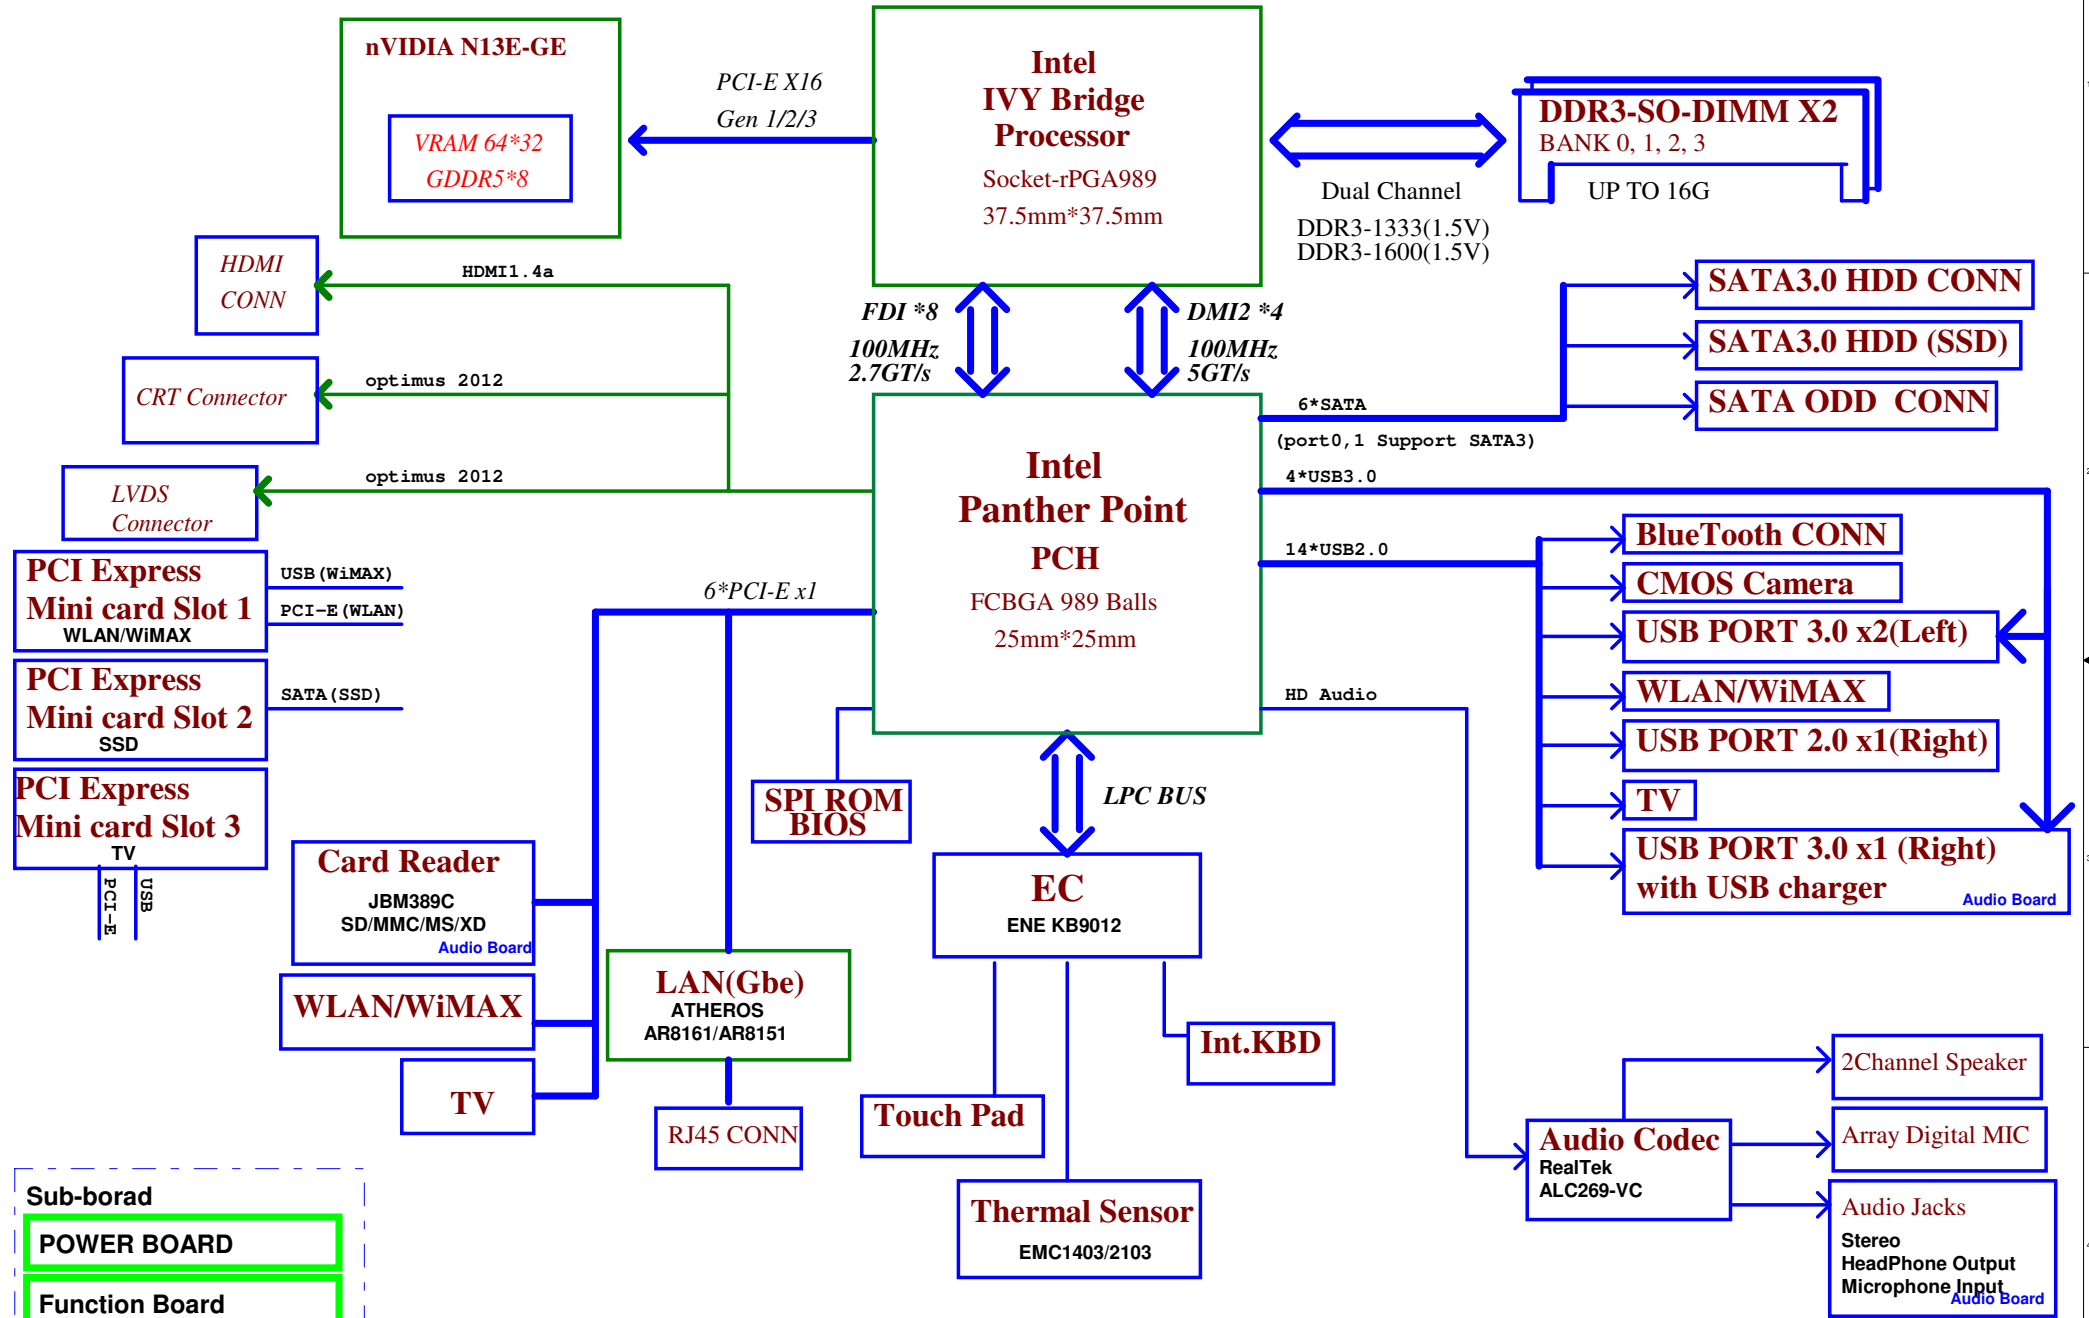 nVIDIA N13E-GE
VRAM 64*32
GDDR5*8
PCI-E X16
Gen 1/2/3
Intel
IVY Bridge
Processor
Socket-rPGA989
37.5mm*37.5mm
Dual Channel
DDR3-1333(1.5V)
DDR3-1600(1.5V)
DDR3-SO-DIMM X2
BANK 0, 1, 2, 3
UP TO 16G
HDMI
CONN
HDMI1.4a
CRT Connector
optimus 2012
LVDS
Connector
optimus 2012
FDI *8
100MHz
2.7GT/s
DMI2 *4
100MHz
5GT/s
SATA3.0 HDD CONN
SATA3.0 HDD (SSD)
SATA ODD  CONN
6*SATA
(port0,1 Support SATA3)
4*USB3.0
14*USB2.0
HD Audio
Intel
Panther Point
PCH
FCBGA 989 Balls
25mm*25mm
6*PCI-E x1
PCI Express
Mini card Slot 1
WLAN/WiMAX
USB(WiMAX)
PCI-E(WLAN)
PCI Express
Mini card Slot 2
SSD
SATA(SSD)
PCI Express
Mini card Slot 3
TV
PCI-E
USB
BlueTooth CONN
CMOS Camera
USB PORT 3.0 x2(Left)
WLAN/WiMAX
USB PORT 2.0 x1(Right)
TV
USB PORT 3.0 x1 (Right)
with USB charger
Audio Board
SPI ROM
BIOS
LPC BUS
Card Reader
JBM389C
SD/MMC/MS/XD
Audio Board
WLAN/WiMAX
TV
LAN(Gbe)
ATHEROS
AR8161/AR8151
RJ45 CONN
EC
ENE KB9012
Int.KBD
Touch Pad
Thermal Sensor
EMC1403/2103
Audio Codec
RealTek
ALC269-VC
2Channel Speaker
Array Digital MIC
Audio Jacks
Stereo
HeadPhone Output
Microphone Input
Audio Board
Sub-borad
POWER BOARD
Function Board